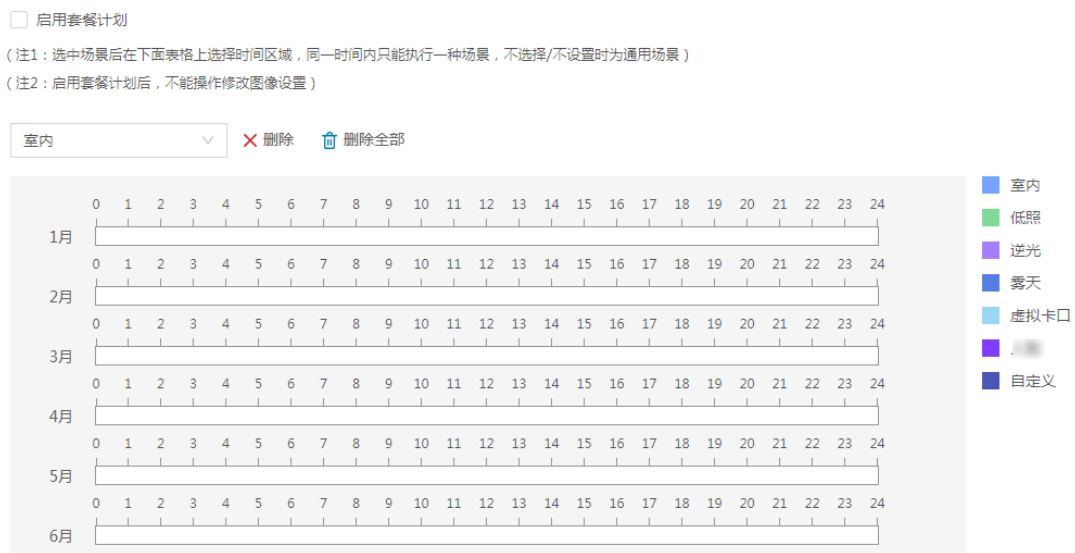 启用套餐计划
(注1：选中场景后在下面表格上选择时间区域，同一时间内只能执行一种场景，不选择/不设置时为通用场景)
(注2：启用套餐计划后，不能操作修改图像设置)
室内 删除 删除全部
0 1 2 3 4 5 6 7 8 9 10 11 12 13 14 15 16 17 18 19 20 21 22 23 24
1月
0 1 2 3 4 5 6 7 8 9 10 11 12 13 14 15 16 17 18 19 20 21 22 23 24
2月
0 1 2 3 4 5 6 7 8 9 10 11 12 13 14 15 16 17 18 19 20 21 22 23 24
3月
0 1 2 3 4 5 6 7 8 9 10 11 12 13 14 15 16 17 18 19 20 21 22 23 24
4月
0 1 2 3 4 5 6 7 8 9 10 11 12 13 14 15 16 17 18 19 20 21 22 23 24
5月
0 1 2 3 4 5 6 7 8 9 10 11 12 13 14 15 16 17 18 19 20 21 22 23 24
6月
室内
低照
逆光
雾天
虚拟卡口
自定义